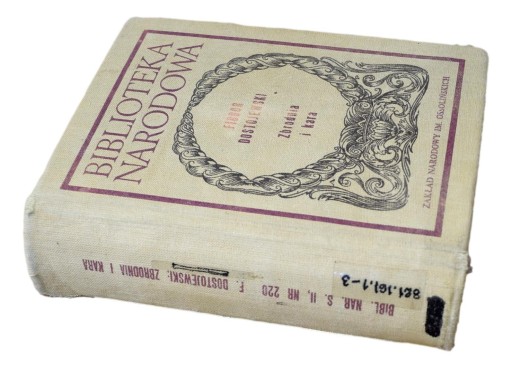 BIBLIOTEKA
NARODOWA
FIODOR
DOSTOJEWSKI
Zbrodnia
i kara
ZAKŁAD NARODOWY IM. OSSOLIŃSKICH
BIBL. NAR. S. II, NR 220 F. DOSTOJEWSKI: ZBRODNIA I KARA
821.161.1-3